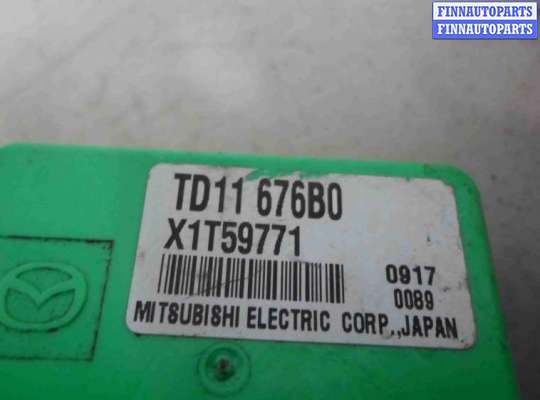 FINNAUTOPARTS
FINNAUTOPARTS
TD11 676B0
X1T59771
0917
0089
MITSUBISHI ELECTRIC CORP.,JAPAN